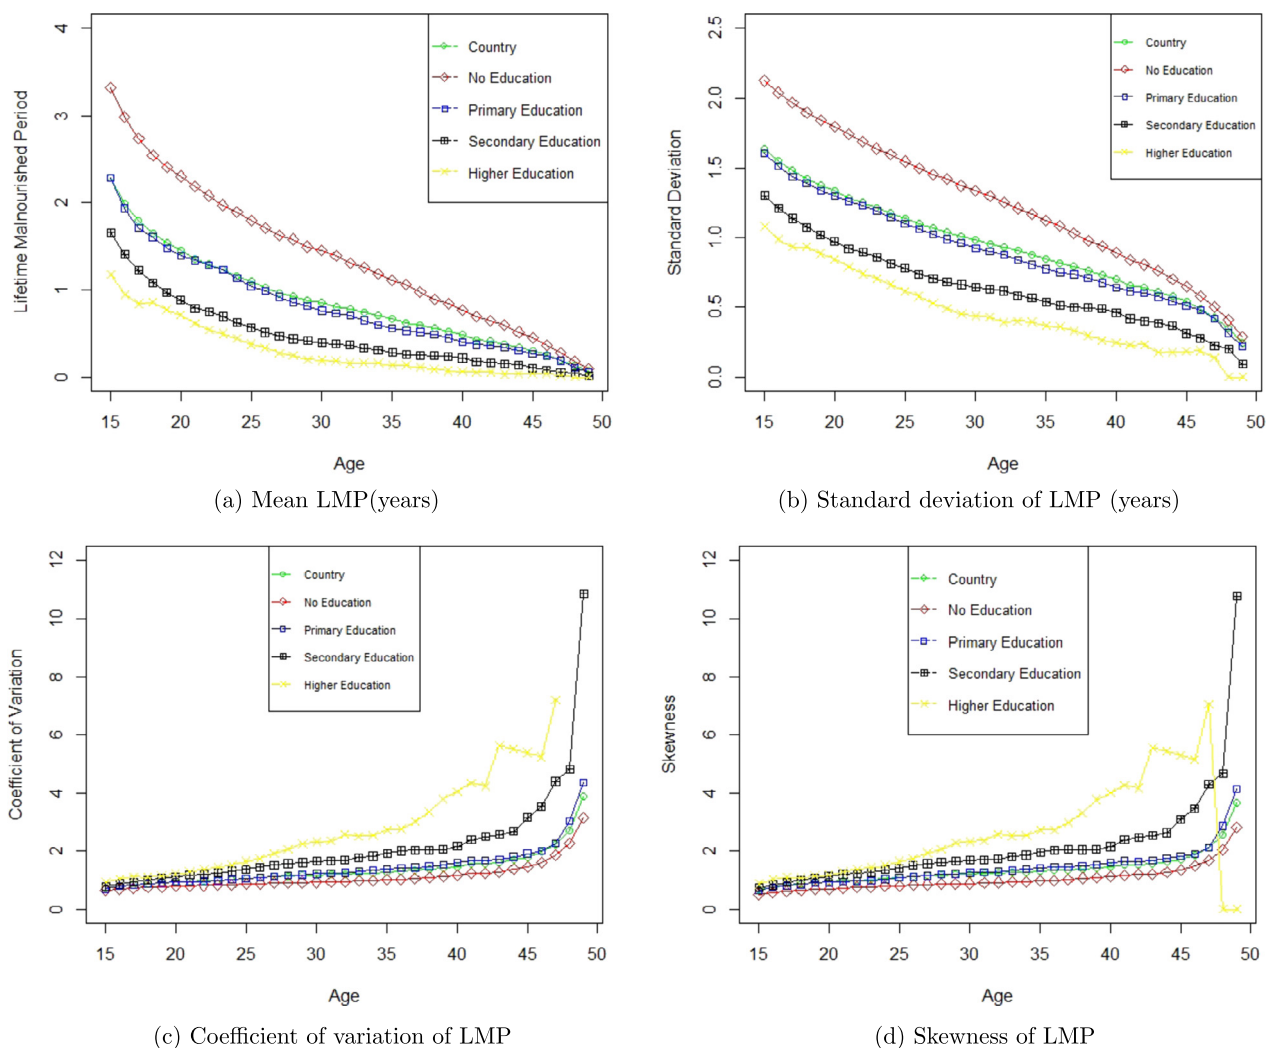 Lifetime Malnourished Period
4
3
2
1
0
Country
No Education
Primary Education
Secondary Education
Higher Education
15 20 25 30 35 40 45 50
Age
(a) Mean LMP(years)
Standard Deviation
2.5
2.0
1.5
1.0
0.5
0.0
Country
No Education
Primary Education
Secondary Education
Higher Education
15 20 25 30 35 40 45 50
Age
(b) Standard deviation of LMP (years)
Coefficient of Variation
12
10
8
6
4
2
0
Country
No Education
Primary Education
Secondary Education
Higher Education
15 20 25 30 35 40 45 50
Age
(c) Coefficient of variation of LMP
Skewness
12
10
8
6
4
2
0
Country
No Education
Primary Education
Secondary Education
Higher Education
15 20 25 30 35 40 45 50
Age
(d) Skewness of LMP